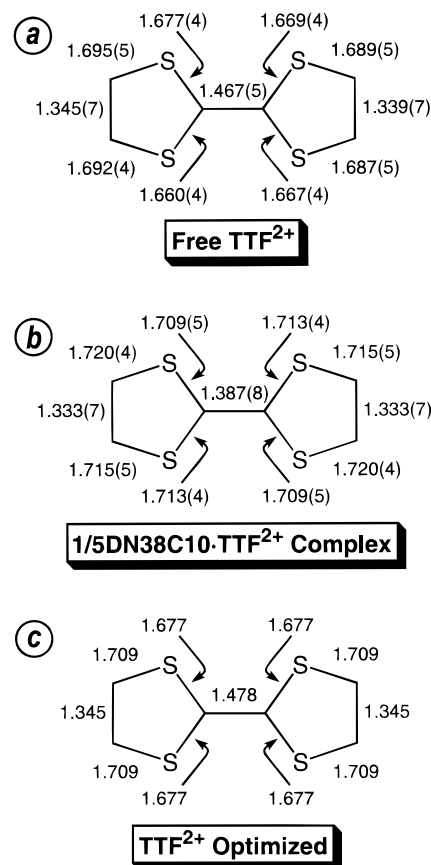 a
1.677(4) 1.669(4)
1.695(5) 1.689(5)
S S
1.467(5)
1.345(7) 1.339(7)
S S
1.692(4) 1.687(5)
1.660(4) 1.667(4)
Free TTF²⁺
b
1.709(5) 1.713(4)
1.720(4) 1.715(5)
S S
1.387(8)
1.333(7) 1.333(7)
S S
1.715(5) 1.720(4)
1.713(4) 1.709(5)
1/5DN38C10·TTF²⁺ Complex
c
1.677 1.677
1.709 1.709
S S
1.478
1.345 1.345
S S
1.709 1.709
1.677 1.677
TTF²⁺ Optimized